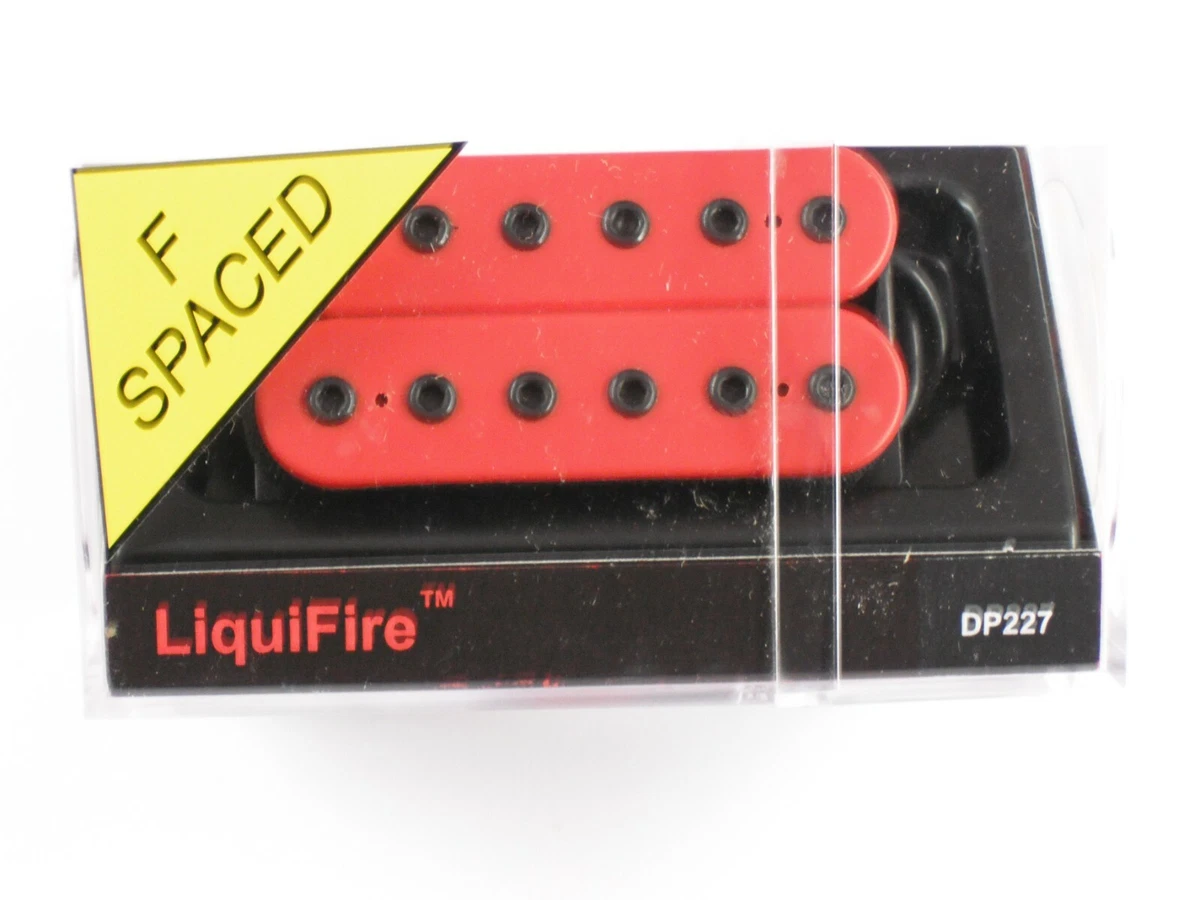 F
SPACED
LiquiFire™
DP227